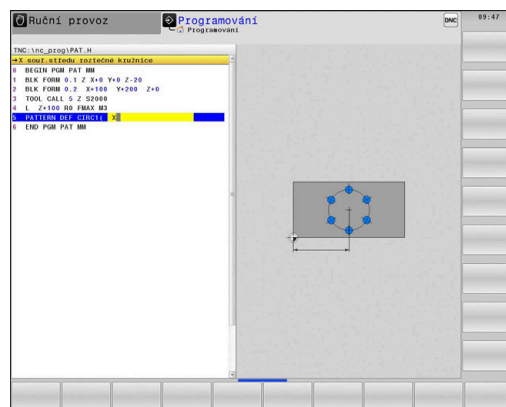 Ruční provoz
Programování
Programování
DNC
09:47
TNC:\nc_prog\PAT.H
→X souř.středu roztečné kružnice
0 BEGIN PGM PAT MM
1 BLK FORM 0.1 Z X+0 Y+0 Z-20
2 BLK FORM 0.2 X+100 Y+200 Z+0
3 TOOL CALL 5 Z S2000
4 L Z+100 R0 FMAX M3
5 PATTERN DEF CIRC1( X
6 END PGM PAT MM